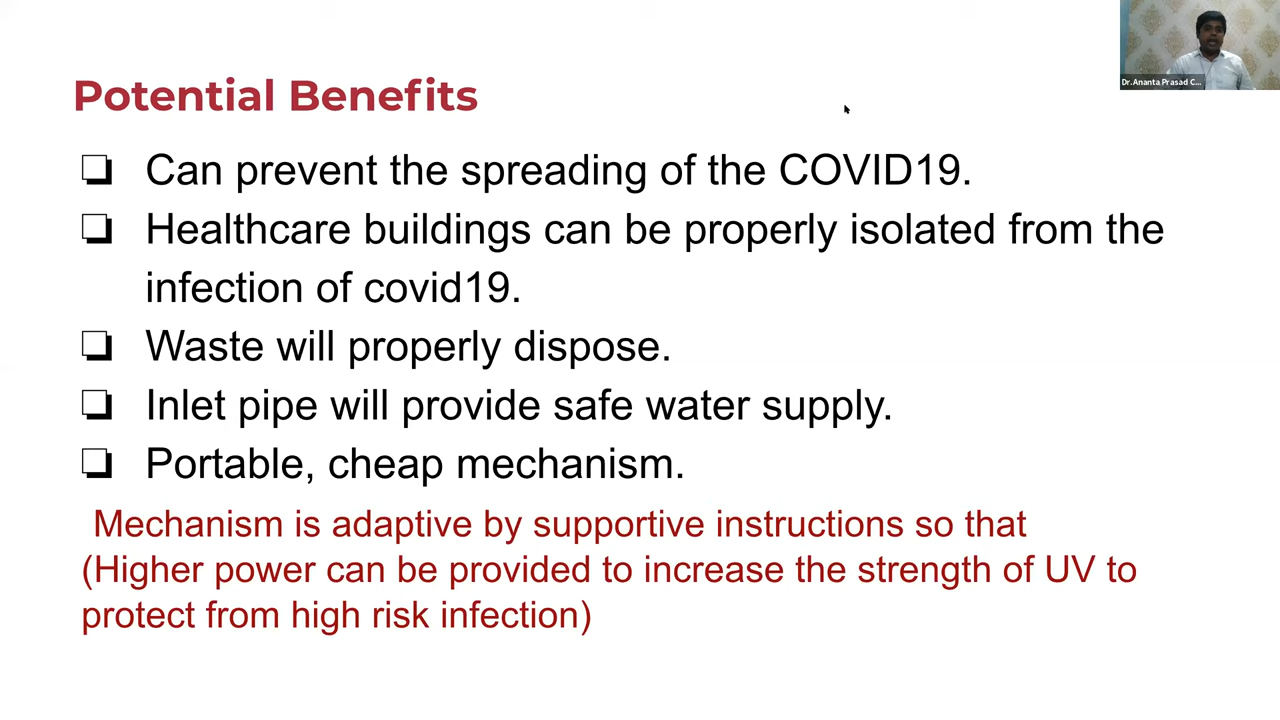 Potential Benefits
Dr.Ananta Prasad C...
Can prevent the spreading of the COVID19.
Healthcare buildings can be properly isolated from the
infection of covid19.
Waste will properly dispose.
Inlet pipe will provide safe water supply.
Portable, cheap mechanism.
Mechanism is adaptive by supportive instructions so that
(Higher power can be provided to increase the strength of UV to
protect from high risk infection)